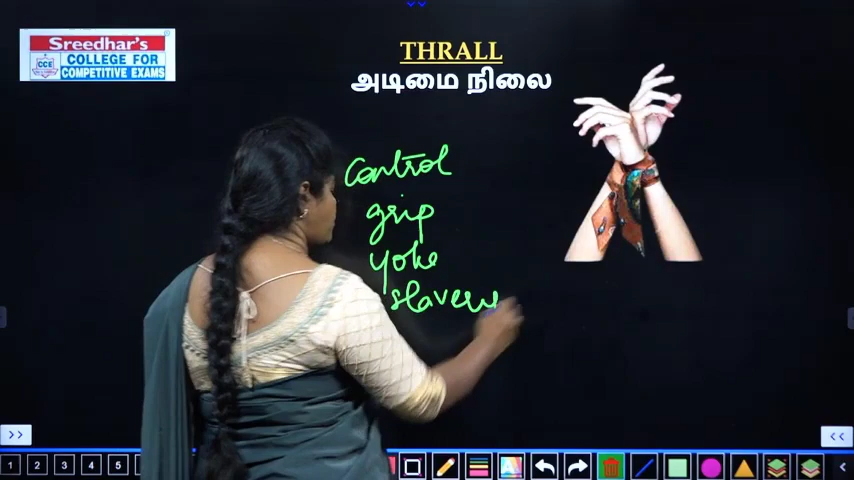 Sreedhar's
CCE
COLLEGE FOR
COMPETITIVE EXAMS
THRALL
அடிமை நிலை
control
grip
yoke
slavery
>>
<<
1 2 3 4 5
A
<